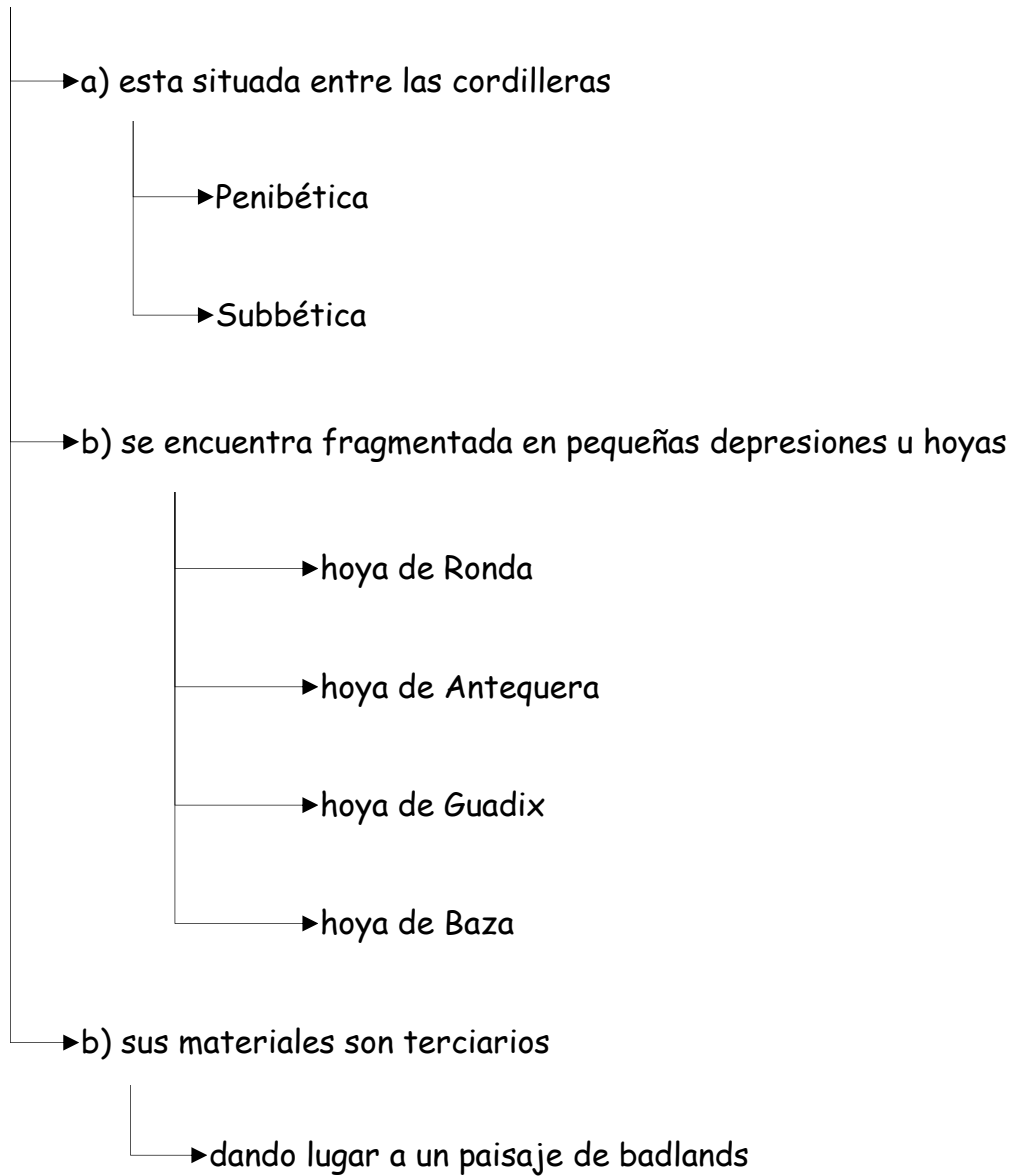 a) esta situada entre las cordilleras
Penibética
Subbética
b) se encuentra fragmentada en pequeñas depresiones u hoyas
hoya de Ronda
hoya de Antequera
hoya de Guadix
hoya de Baza
b) sus materiales son terciarios
dando lugar a un paisaje de badlands